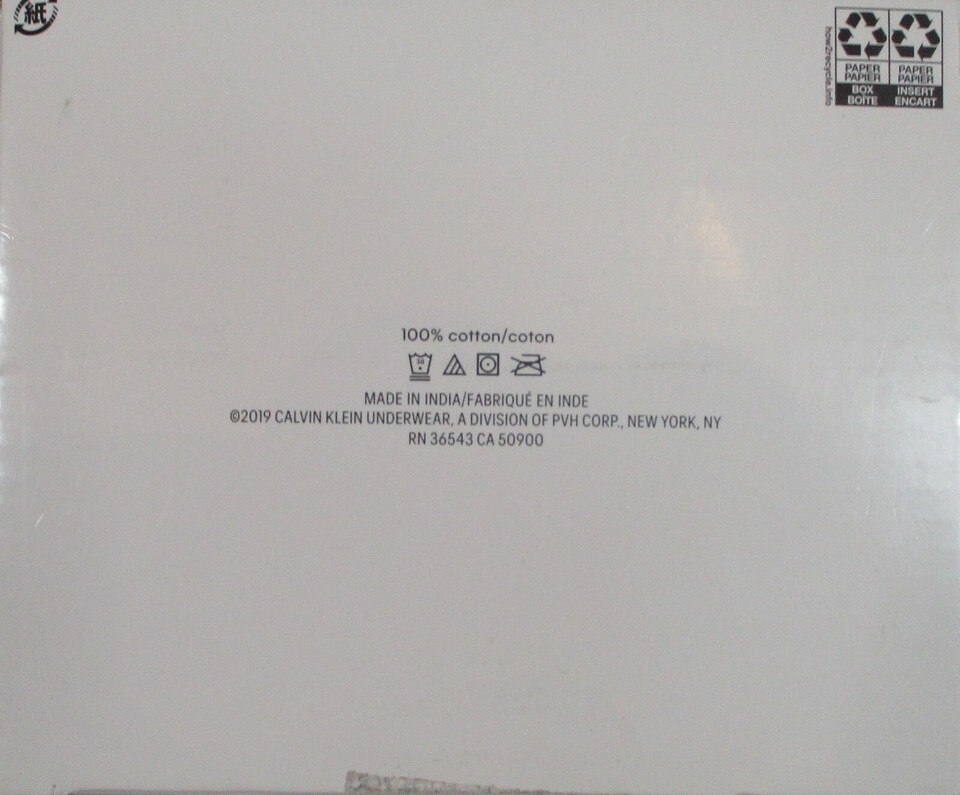 紙
how2recycle.info
PAPER PAPER
PAPIER PAPIER
BOX INSERT
BOÎTE ENCART
100% cotton/coton
30
MADE IN INDIA/FABRIQUÉ EN INDE
©2019 CALVIN KLEIN UNDERWEAR, A DIVISION OF PVH CORP., NEW YORK, NY
RN 36543 CA 50900